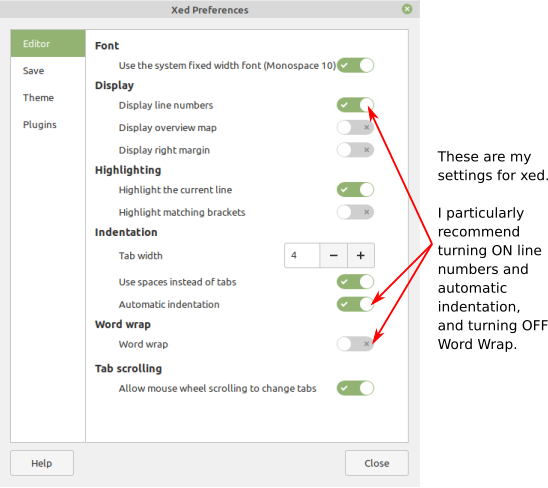 Xed Preferences
Editor
Save
Theme
Plugins
Font
Use the system fixed width font (Monospace 10)
Display
Display line numbers
Display overview map
Display right margin
Highlighting
Highlight the current line
Highlight matching brackets
Indentation
Tab width 4
Use spaces instead of tabs
Automatic indentation
Word wrap
Word wrap
Tab scrolling
Allow mouse wheel scrolling to change tabs
Help
Close
These are my
settings for xed.
I particularly
recommend
turning ON line
numbers and
automatic
indentation,
and turning OFF
Word Wrap.